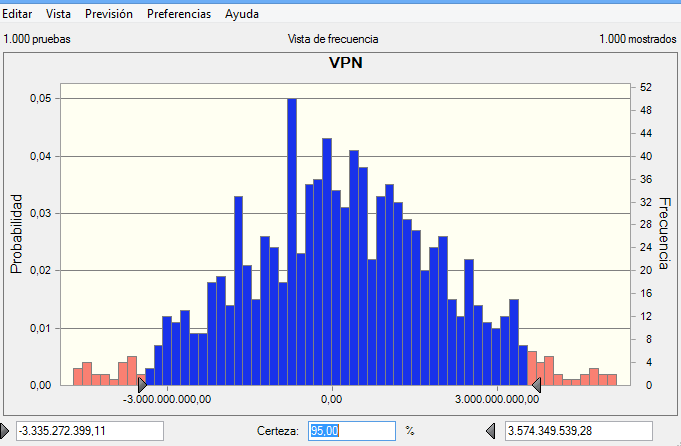 Editar Vista Previsión Preferencias Ayuda
1.000 pruebas Vista de frecuencia 1.000 mostrados
VPN
52
0,05 48
44
0,04 40
36
0,03 32
28
24
0,02 20
16
0,01 12
8
4
0,00 0
Probabilidad
Frecuencia
-3.000.000.000,00 0,00 3.000.000.000,00
-3.335.272.399,11 Certeza: 95,00 % 3.574.349.539,28